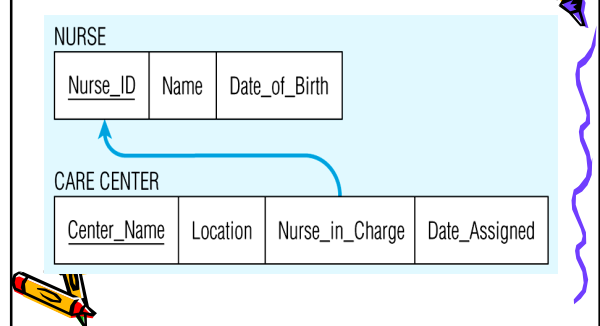 NURSE
Nurse_ID Name Date_of_Birth
CARE CENTER
Center_Name Location Nurse_in_Charge Date_Assigned